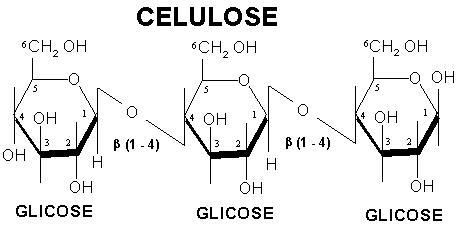 CELULOSE
⁶CH₂ OH
⁶CH₂ OH
⁶CH₂ OH
5
O
5
O
5
O
OH
4
1
O
4
1
O
4
1
OH
OH
OH
3
2
3
2
3
2
β (1 - 4)
β (1 - 4)
OH
H
H
OH
OH
OH
OH
GLICOSE
GLICOSE
GLICOSE